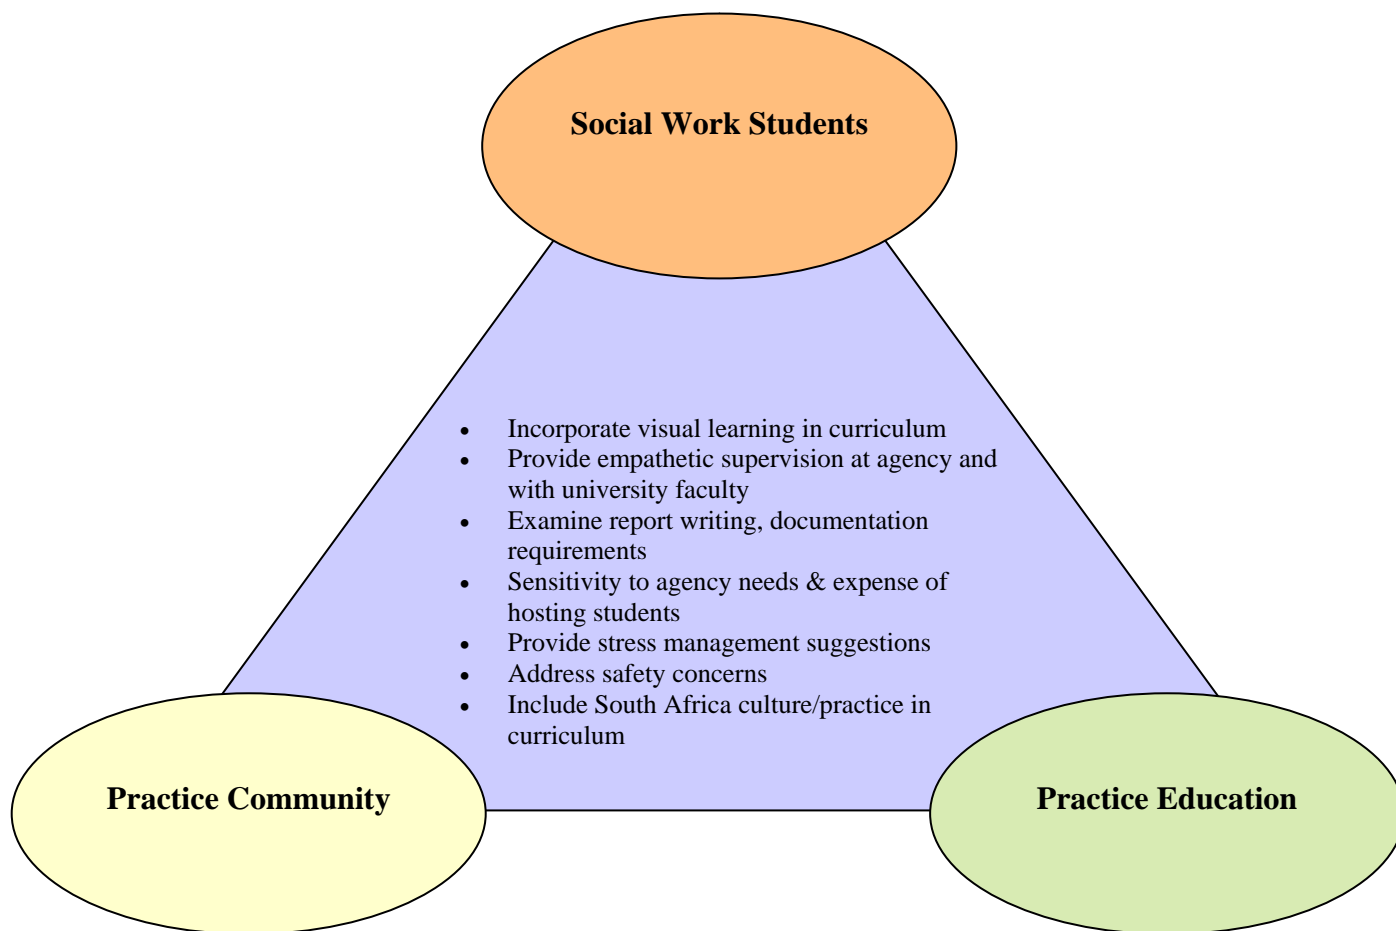 Social Work Students
• Incorporate visual learning in curriculum
• Provide empathetic supervision at agency and
with university faculty
• Examine report writing, documentation
requirements
• Sensitivity to agency needs & expense of
hosting students
• Provide stress management suggestions
• Address safety concerns
• Include South Africa culture/practice in
curriculum
Practice Community
Practice Education